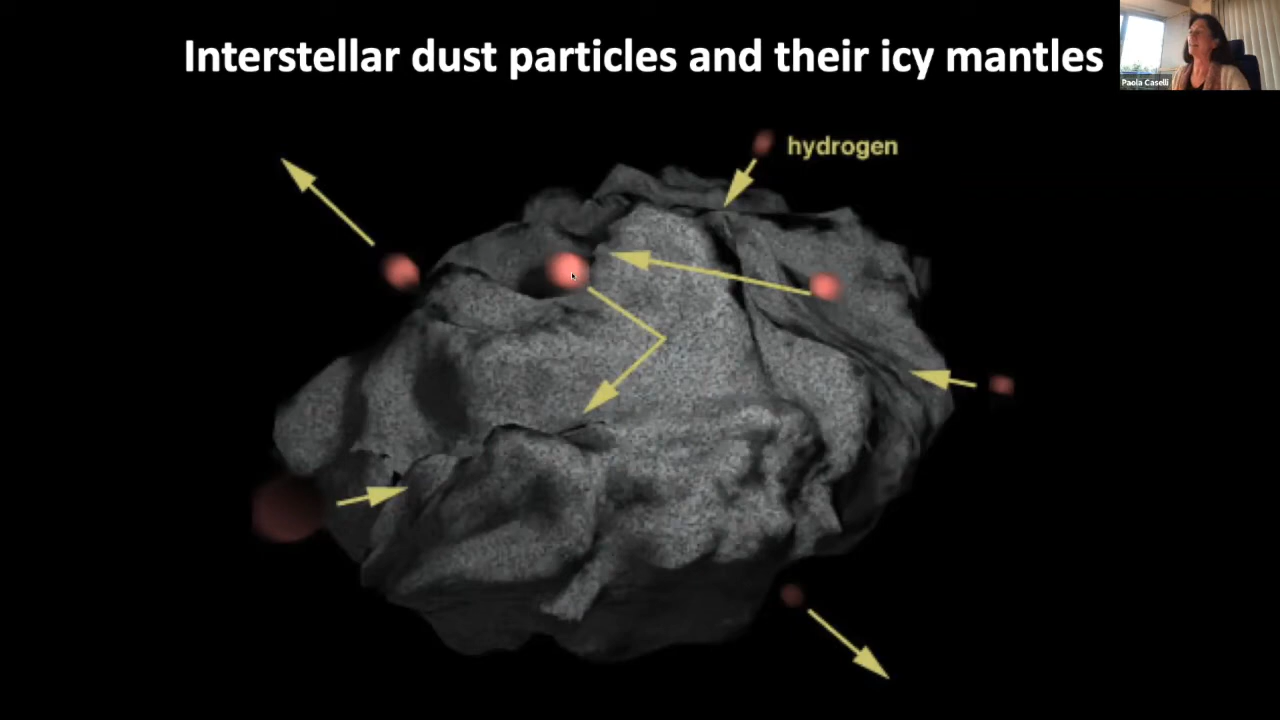 Interstellar dust particles and their icy mantles
Paola Caselli
hydrogen